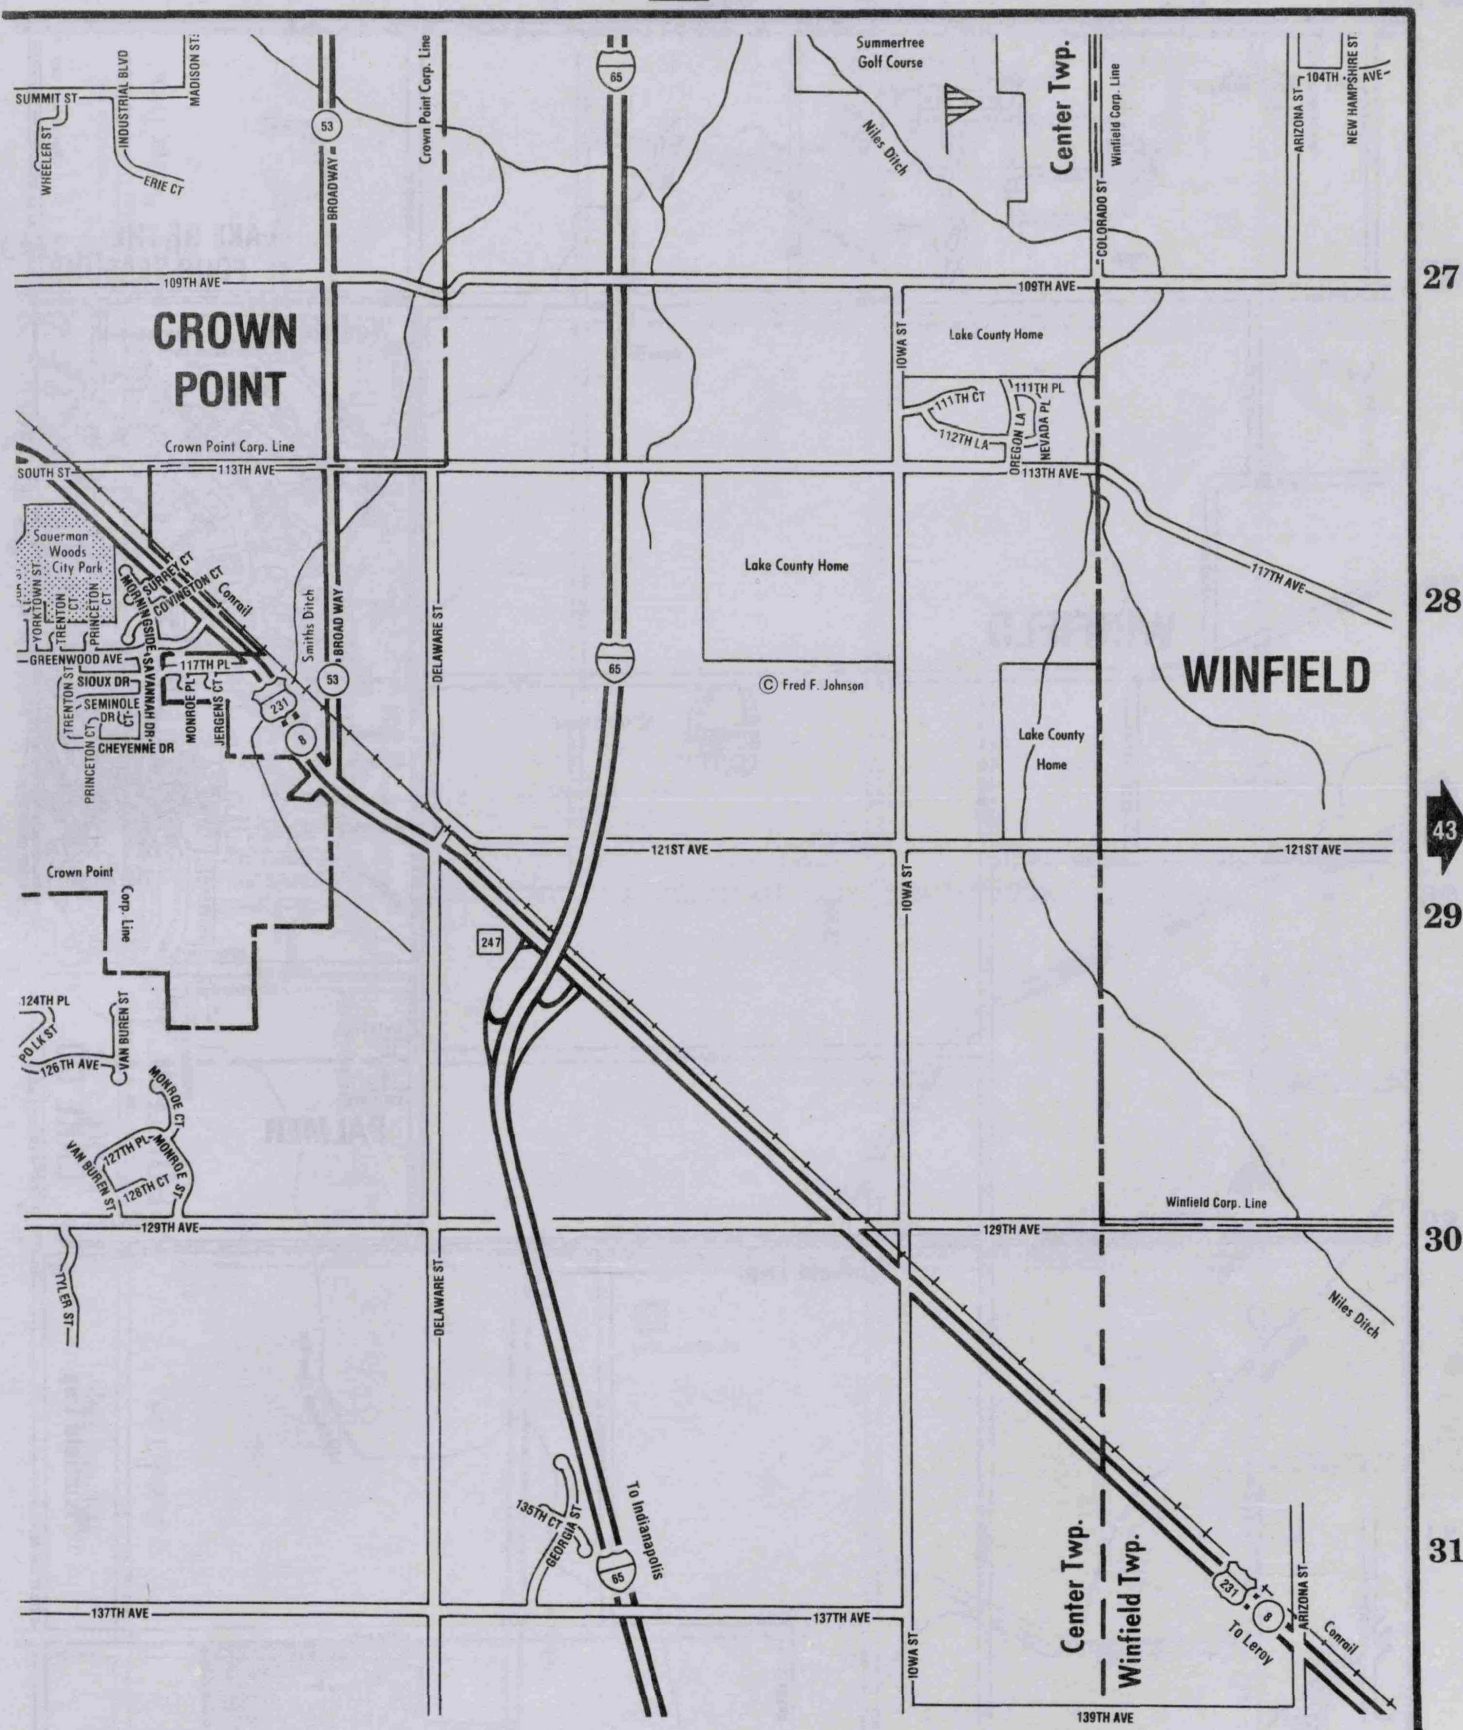 SUMMIT ST
WHEELER ST
INDUSTRIAL BLVD
ERIE CT
MADISON ST
53
BROADWAY
Crown Point Corp. Line
65
Summertree
Golf Course
Niles Ditch
Center Twp.
Winfield Corp. Line
COLORADO ST
ARIZONA ST
104TH AVE
NEW HAMPSHIRE ST
109TH AVE
109TH AVE
27
CROWN
POINT
IOWA ST
Lake County Home
111TH CT
111TH PL
112TH LA
OREGON LA
NEVADA PL
Crown Point Corp. Line
SOUTH ST
113TH AVE
113TH AVE
117TH AVE
28
Sauerman
Woods
City Park
YORKTOWN ST
TRENTON
CT
PRINCETON
CT
MORNINGSIDE
SURREY CT
COVINGTON CT
Conrail
Smiths Ditch
BROAD WAY
DELAWARE ST
Lake County Home
GREENWOOD AVE
SIOUX DR
SEMINOLE
DR
CT
TRENTON ST
PRINCETON CT
CHEYENNE DR
SAVANNAH DR
117TH PL
MONROE PL
JERGENS CT
231
8
53
65
© Fred F. Johnson
WINFIELD
Lake County
Home
43
121ST AVE
121ST AVE
Crown Point
Corp. Line
IOWA ST
29
247
124TH PL
POLK ST
126TH AVE
VAN BUREN ST
MONROE CT
127TH PL
MONROE ST
VAN BUREN ST
128TH CT
Winfield Corp. Line
129TH AVE
129TH AVE
30
TYLER ST
DELAWARE ST
Niles Ditch
135TH CT
GEORGIA ST
To Indianapolis
65
Center Twp.
Winfield Twp.
31
231
8
ARIZONA ST
To Leroy
Conrail
137TH AVE
137TH AVE
IOWA ST
139TH AVE